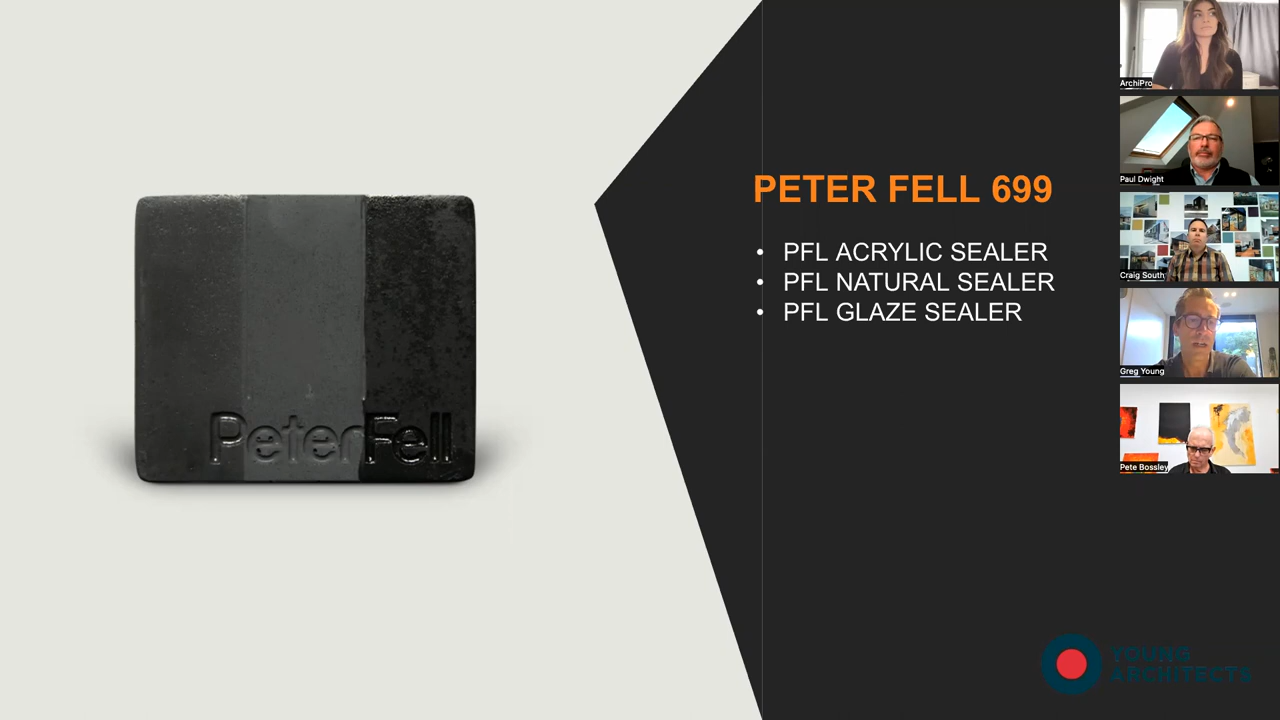 PETER FELL 699
• PFL ACRYLIC SEALER
• PFL NATURAL SEALER
• PFL GLAZE SEALER
PeterFell
ArchiPro
Paul Dwight
Craig South
Greg Young
Pete Bossley
YOUNG
ARCHITECTS